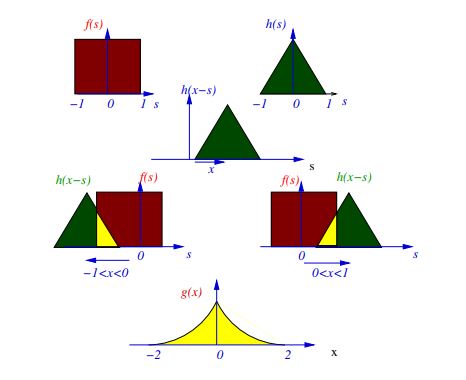 f(s)
h(s)
−1 0 1 s
−1 0 1 s
h(x−s)
x
s
h(x−s) f(s)
f(s) h(x−s)
0 s
0 s
−1<x<0
0<x<1
g(x)
−2 0 2 x